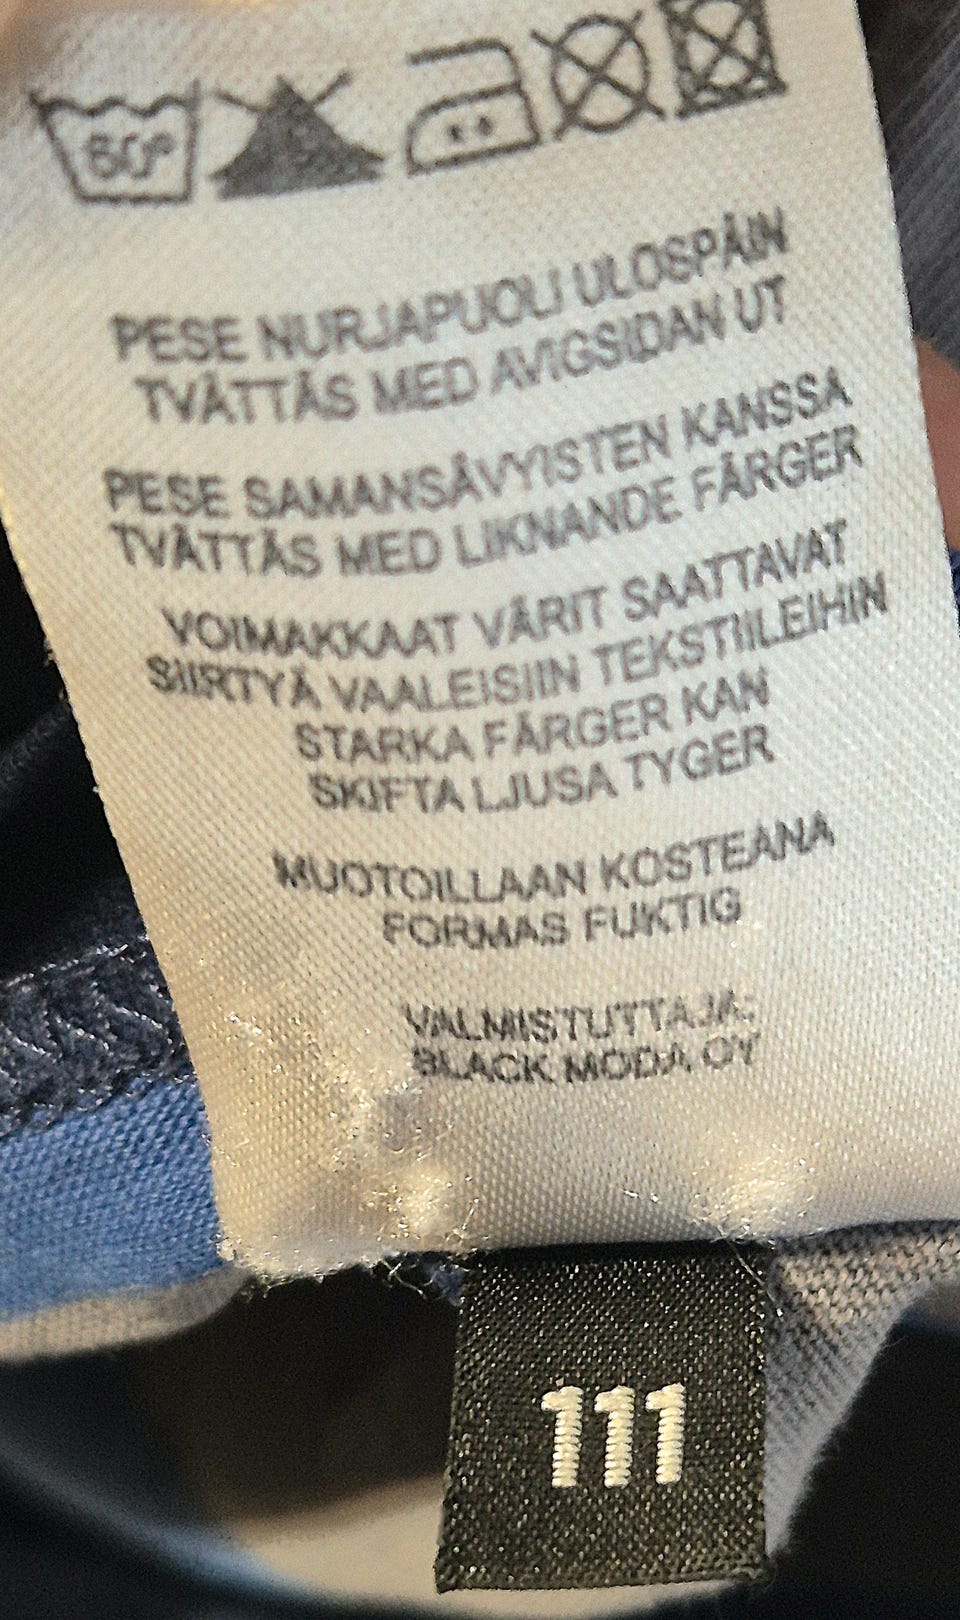 60°
PESE NURJAPUOLI ULOSPÄIN
TVÄTTÄS MED AVIGSIDAN UT
PESE SAMANSÄVYISTEN KANSSA
TVÄTTÄS MED LIKNANDE FÄRGER
VOIMAKKAAT VÄRIT SAATTAVAT
SIIRTYÄ VAALEISIIN TEKSTIILEIHIN
STARKA FÄRGER KAN
SKIFTA LJUSA TYGER
MUOTOILLAAN KOSTEANA
FORMAS FUKTIG
VALMISTUTTAJA:
BLACK MODA OY
111